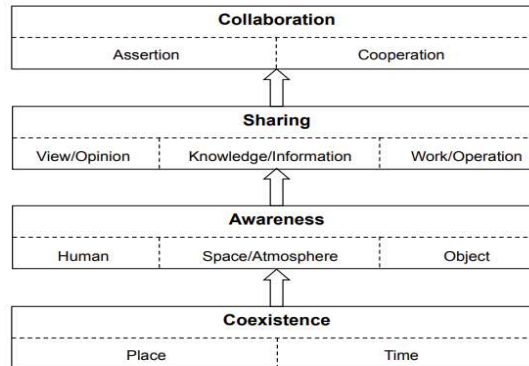 Collaboration
Assertion Cooperation
Sharing
View/Opinion Knowledge/Information Work/Operation
Awareness
Human Space/Atmosphere Object
Coexistence
Place Time